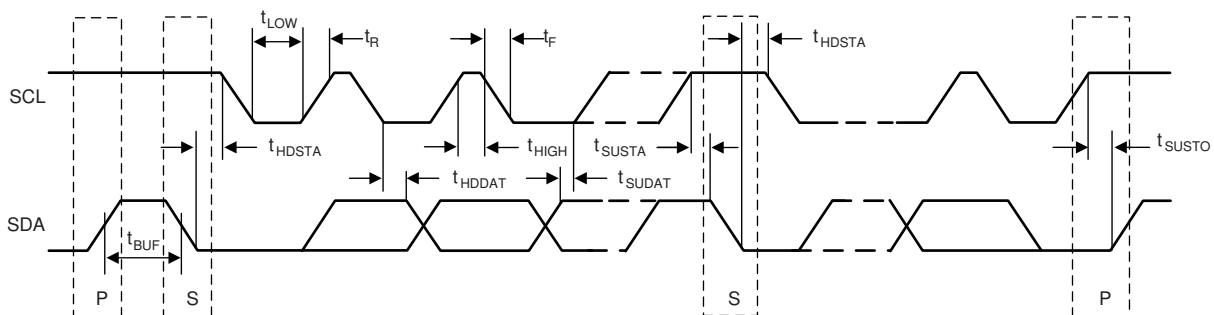 tLOW
tR
tF
tHDSTA
SCL
tHDSTA
tHIGH
tSUSTA
tSUSTO
tHDDAT
tSUDAT
SDA
tBUF
P
S
S
P